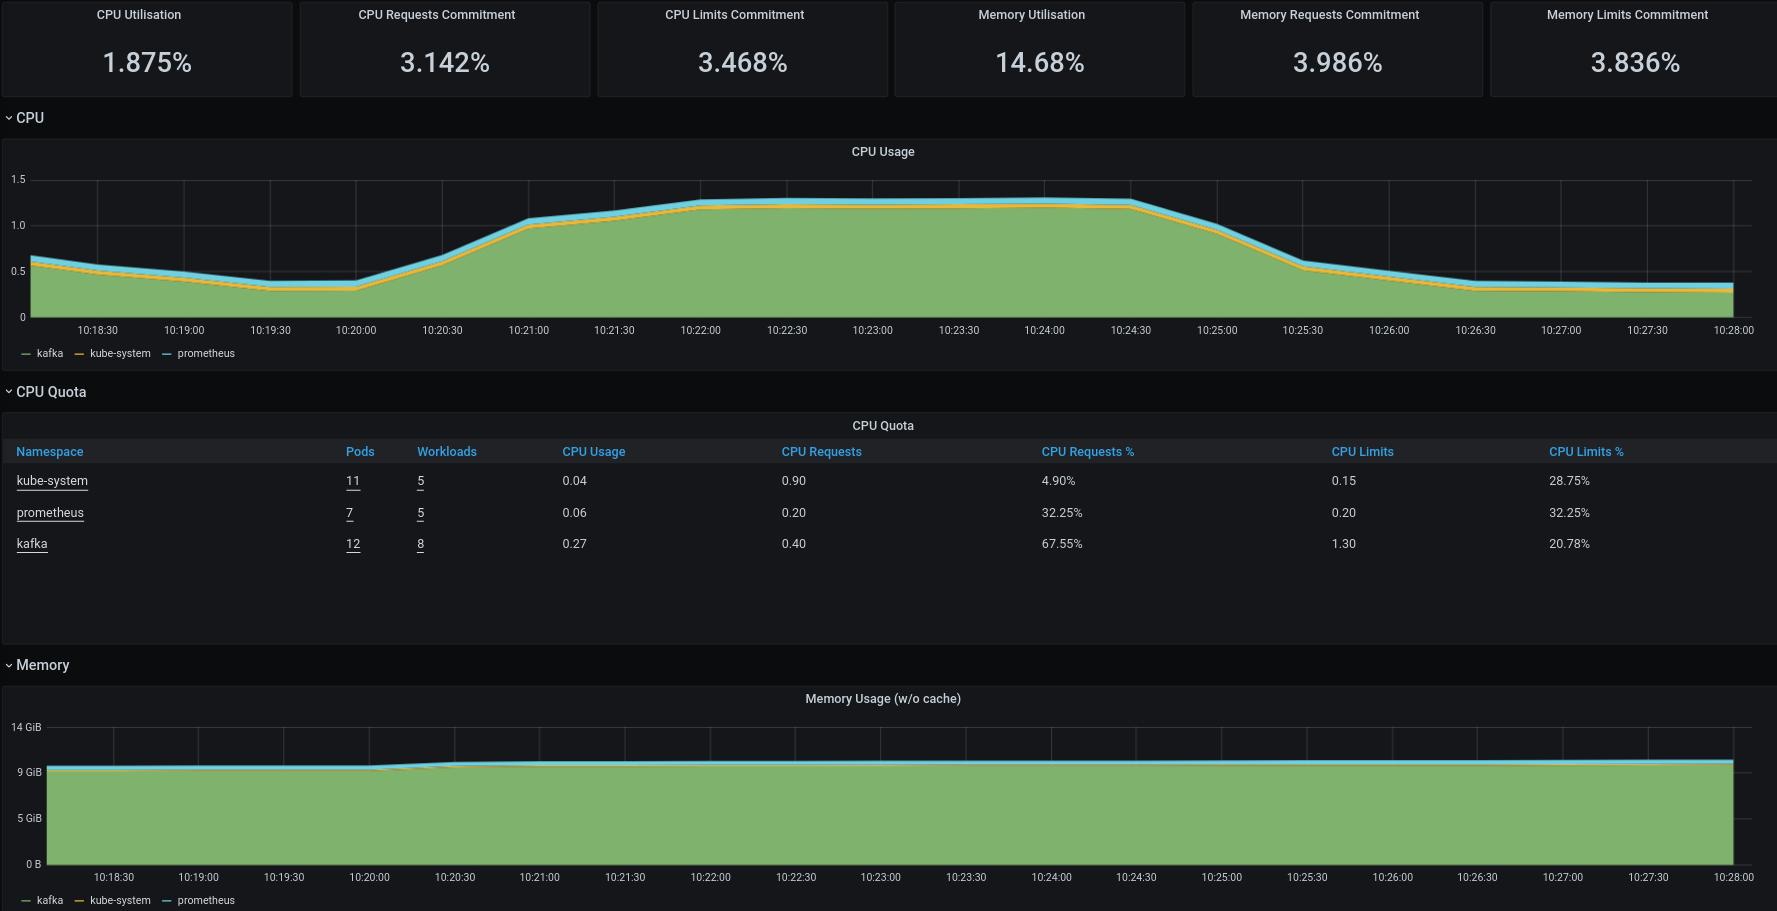 CPU Utilisation CPU Requests Commitment CPU Limits Commitment Memory Utilisation Memory Requests Commitment Memory Limits Commitment
1.875% 3.142% 3.468% 14.68% 3.986% 3.836%
CPU
CPU Usage
1.5
1.0
0.5
0
10:18:30 10:19:00 10:19:30 10:20:00 10:20:30 10:21:00 10:21:30 10:22:00 10:22:30 10:23:00 10:23:30 10:24:00 10:24:30 10:25:00 10:25:30 10:26:00 10:26:30 10:27:00 10:27:30 10:28:00
kafka kube-system prometheus
CPU Quota
CPU Quota
Namespace Pods Workloads CPU Usage CPU Requests CPU Requests % CPU Limits CPU Limits %
kube-system 11 5 0.04 0.90 4.90% 0.15 28.75%
prometheus 7 5 0.06 0.20 32.25% 0.20 32.25%
kafka 12 8 0.27 0.40 67.55% 1.30 20.78%
Memory
Memory Usage (w/o cache)
14 GiB
9 GiB
5 GiB
0 B
10:18:30 10:19:00 10:19:30 10:20:00 10:20:30 10:21:00 10:21:30 10:22:00 10:22:30 10:23:00 10:23:30 10:24:00 10:24:30 10:25:00 10:25:30 10:26:00 10:26:30 10:27:00 10:27:30 10:28:00
kafka kube-system prometheus